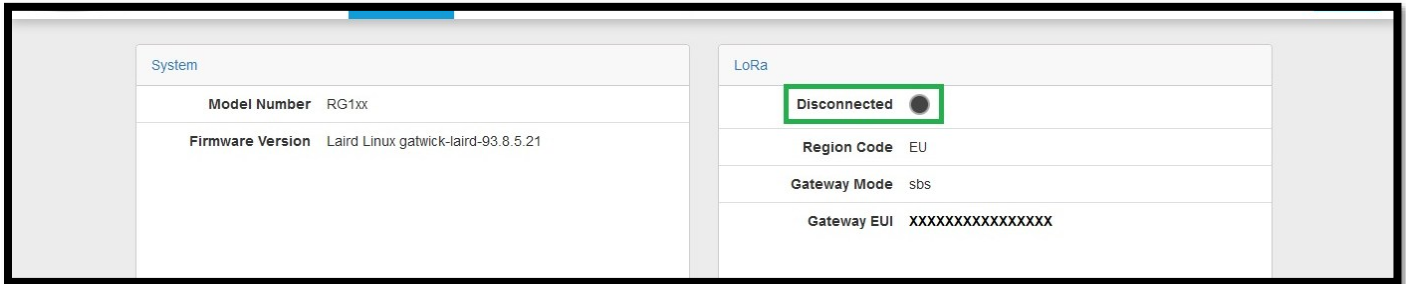 System
Model Number RG1xx
Firmware Version Laird Linux gatwick-laird-93.8.5.21
LoRa
Disconnected
Region Code EU
Gateway Mode sbs
Gateway EUI XXXXXXXXXXXXXXXX